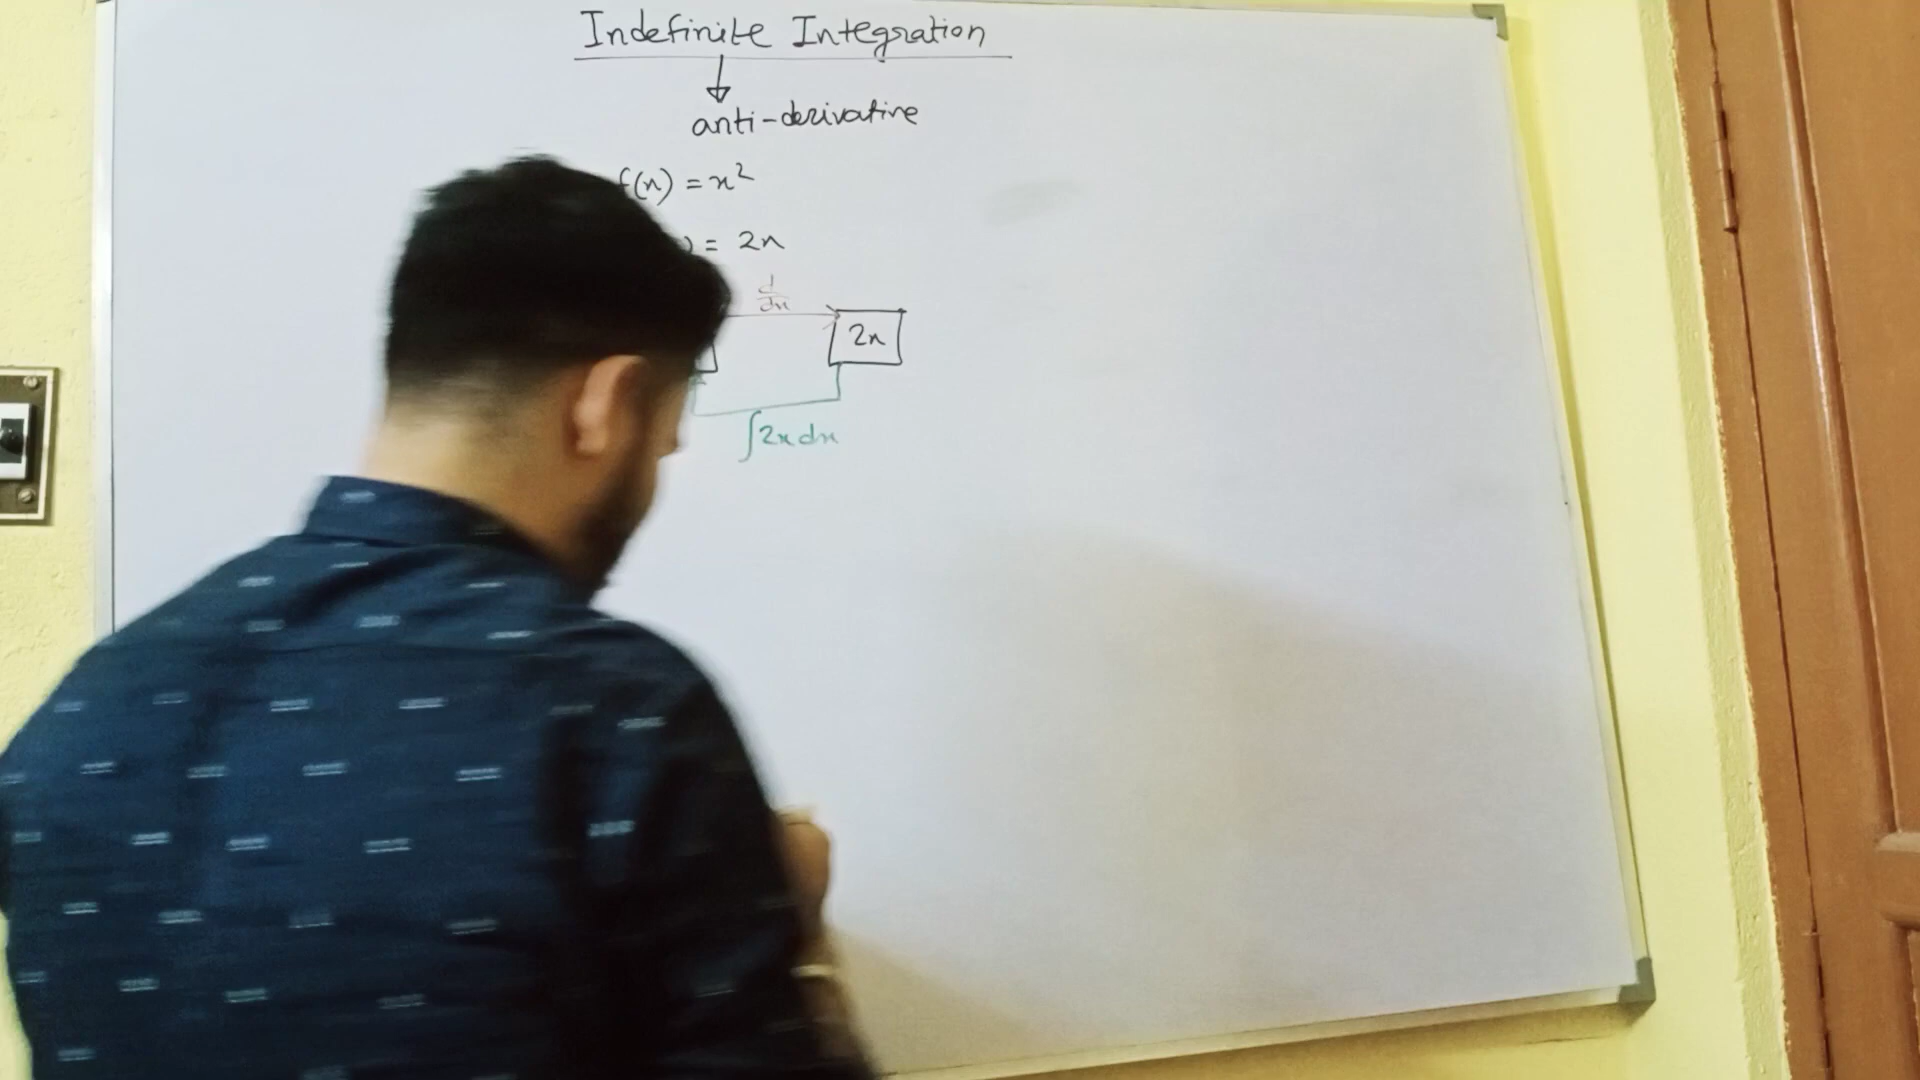 Indefinite Integration
anti-derivative
f(x) = x²
) = 2x
d/dx
2x
∫2x dx